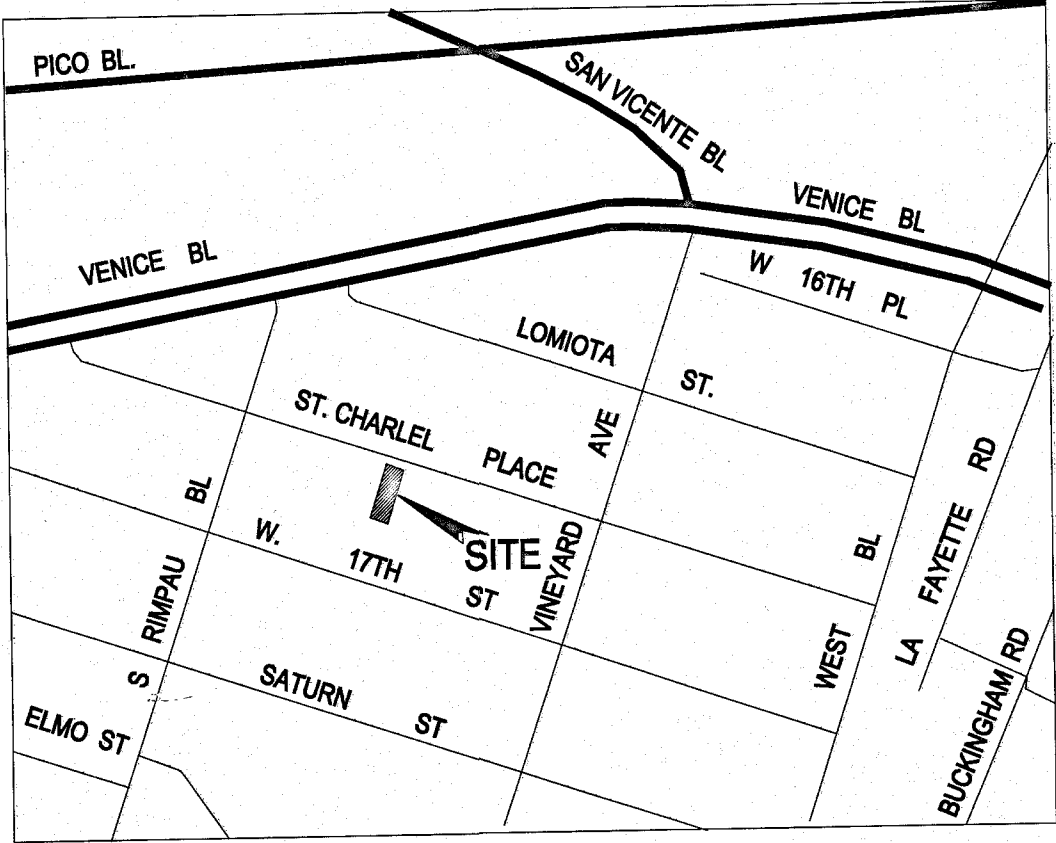 PICO BL.
SAN VICENTE BL
VENICE BL
VENICE BL
W 16TH PL
LOMIOTA ST.
ST. CHARLEL PLACE
AVE
VINEYARD
BL
RIMPAU
S
W. 17TH ST
SITE
SATURN ST
ELMO ST
WEST BL
LA FAYETTE RD
BUCKINGHAM RD